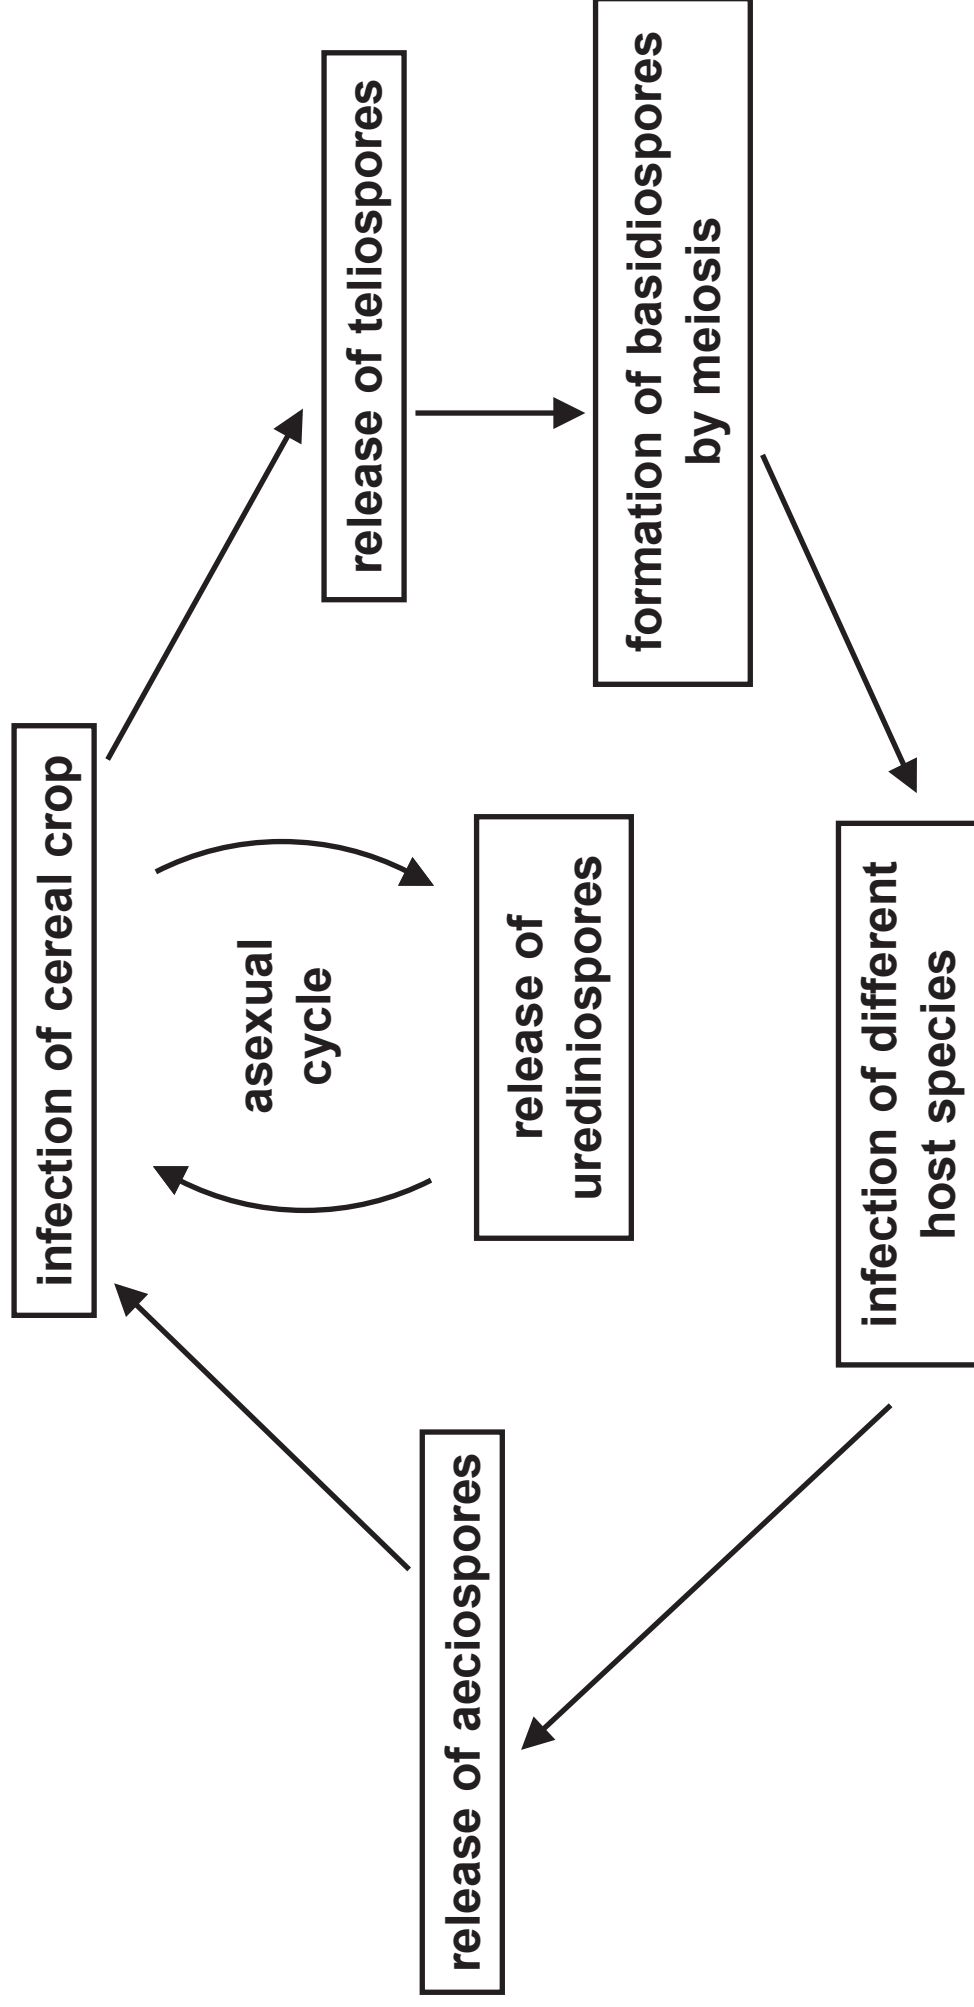 infection of cereal crop
asexual
cycle
release of teliospores
release of aeciospores
release of
urediniospores
formation of basidiospores
by meiosis
infection of different
host species